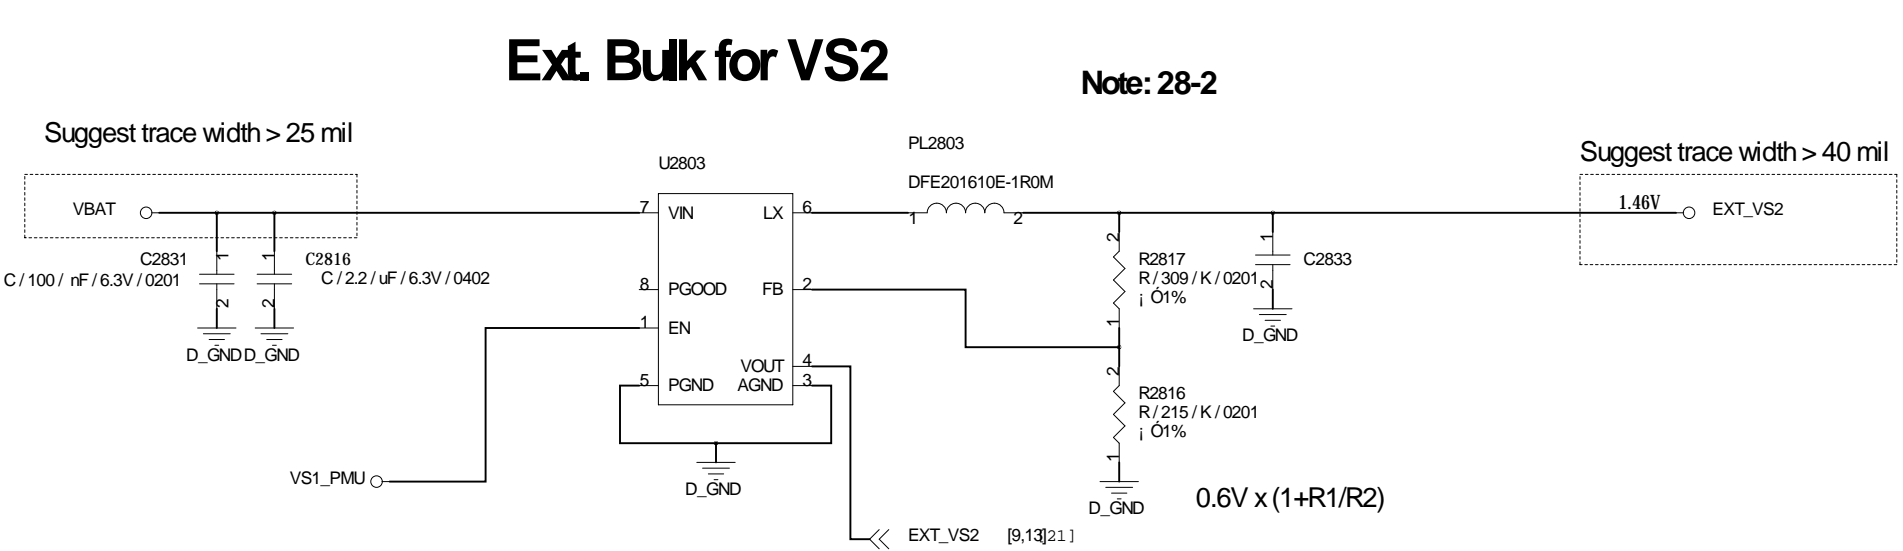 Ext. Bulk for VS2
Note: 28-2
Suggest trace width > 25 mil
VBAT
C2831
C / 100 / nF / 6.3V / 0201
1
2
D_GND
C2816
C / 2.2 / uF / 6.3V / 0402
1
2
D_GND
U2803
7 VIN
LX 6
8 PGOOD
FB 2
1 EN
VOUT 4
5 PGND
AGND 3
D_GND
VS1_PMU
PL2803
DFE201610E-1R0M
1
2
2
R2817
R / 309 / K / 0201
¡ Ó1%
1
2
R2816
R / 215 / K / 0201
¡ Ó1%
1
D_GND
1
C2833
2
D_GND
Suggest trace width > 40 mil
1.46V
EXT_VS2
0.6V x (1+R1/R2)
EXT_VS2 [9,13]21]